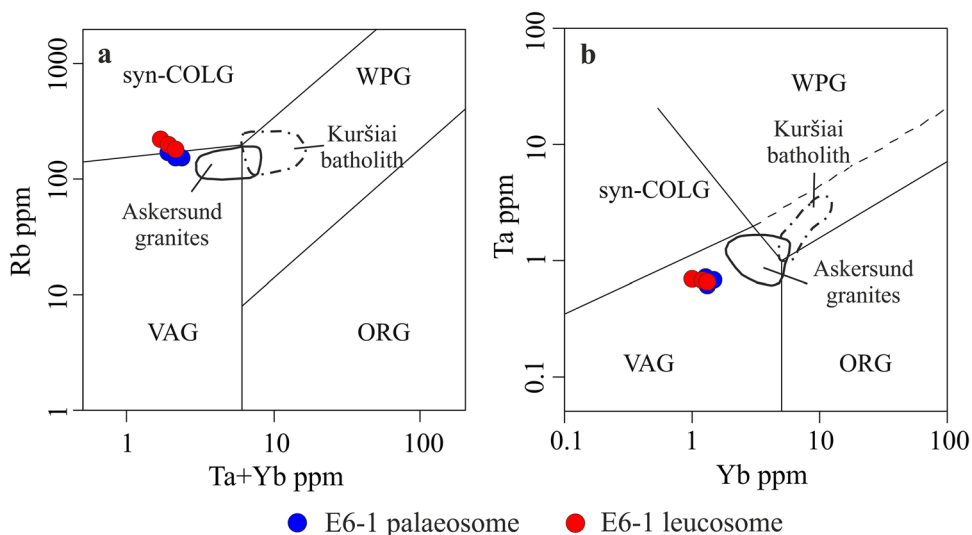 a
1000
100
10
1
Rb ppm
syn-COLG
WPG
Kuršiai
batholith
Askersund
granites
VAG
ORG
1
10
100
Ta+Yb ppm
b
100
10
1
0.1
Ta ppm
WPG
Kuršiai
batholith
syn-COLG
Askersund
granites
VAG
ORG
0.1
1
10
100
Yb ppm
E6-1 palaeosome
E6-1 leucosome